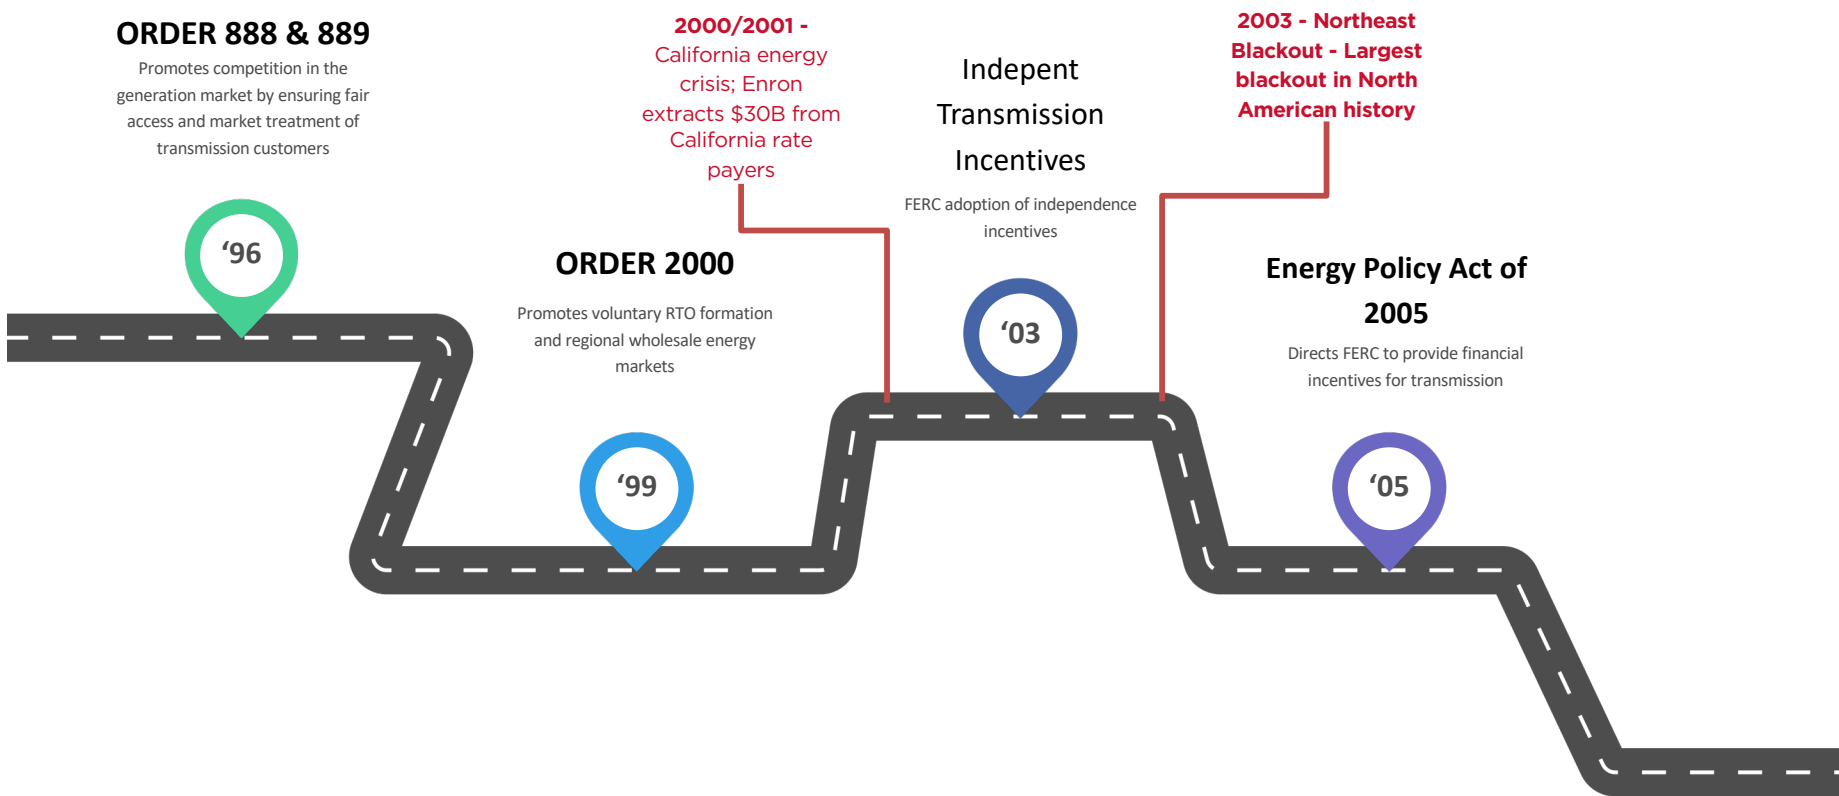 ORDER 888 & 889
Promotes competition in the
generation market by ensuring fair
access and market treatment of
transmission customers
‘96
ORDER 2000
Promotes voluntary RTO formation
and regional wholesale energy
markets
‘99
2000/2001 -
California energy
crisis; Enron
extracts $30B from
California rate
payers
Indepent
Transmission
Incentives
FERC adoption of independence
incentives
‘03
2003 - Northeast
Blackout - Largest
blackout in North
American history
Energy Policy Act of
2005
Directs FERC to provide financial
incentives for transmission
‘05